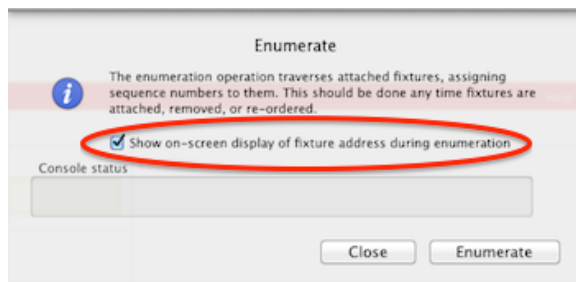 Enumerate
The enumeration operation traverses attached fixtures, assigning
sequence numbers to them. This should be done any time fixtures are
attached, removed, or re-ordered.
Show on-screen display of fixture address during enumeration
Console status
Close Enumerate